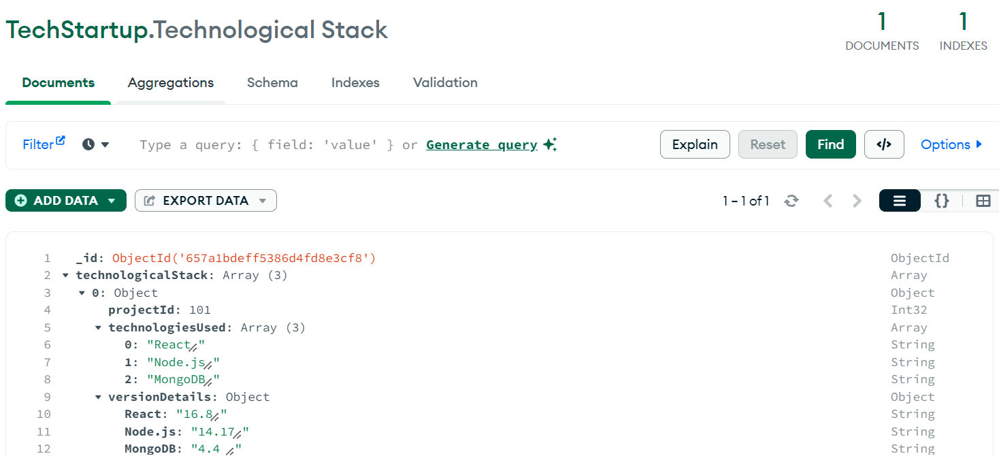 TechStartup.Technological Stack
1 DOCUMENTS 1 INDEXES
Documents Aggregations Schema Indexes Validation
Filter Type a query: { field: 'value' } or Generate query Explain Reset Find </> Options
ADD DATA EXPORT DATA 1 – 1 of 1 {}
1 _id: ObjectId('657a1bdeff5386d4fd8e3cf8') ObjectId
2 technologicalStack: Array (3) Array
3 0: Object Object
4 projectId: 101 Int32
5 technologiesUsed: Array (3) Array
6 0: "React" String
7 1: "Node.js" String
8 2: "MongoDB" String
9 versionDetails: Object Object
10 React: "16.8" String
11 Node.js: "14.17" String
12 MongoDB: "4.4 " String